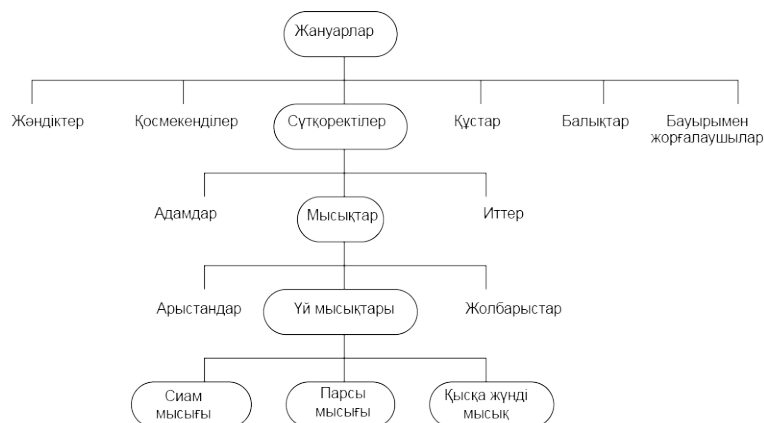 Жануарлар
Жәндіктер
Қосмекенділер
Сүтқоректілер
Құстар
Балықтар
Бауырымен
жорғалаушылар
Адамдар
Мысықтар
Иттер
Арыстандар
Үй мысықтары
Жолбарыстар
Сиам
мысығы
Парсы
мысығы
Қысқа жүнді
мысық